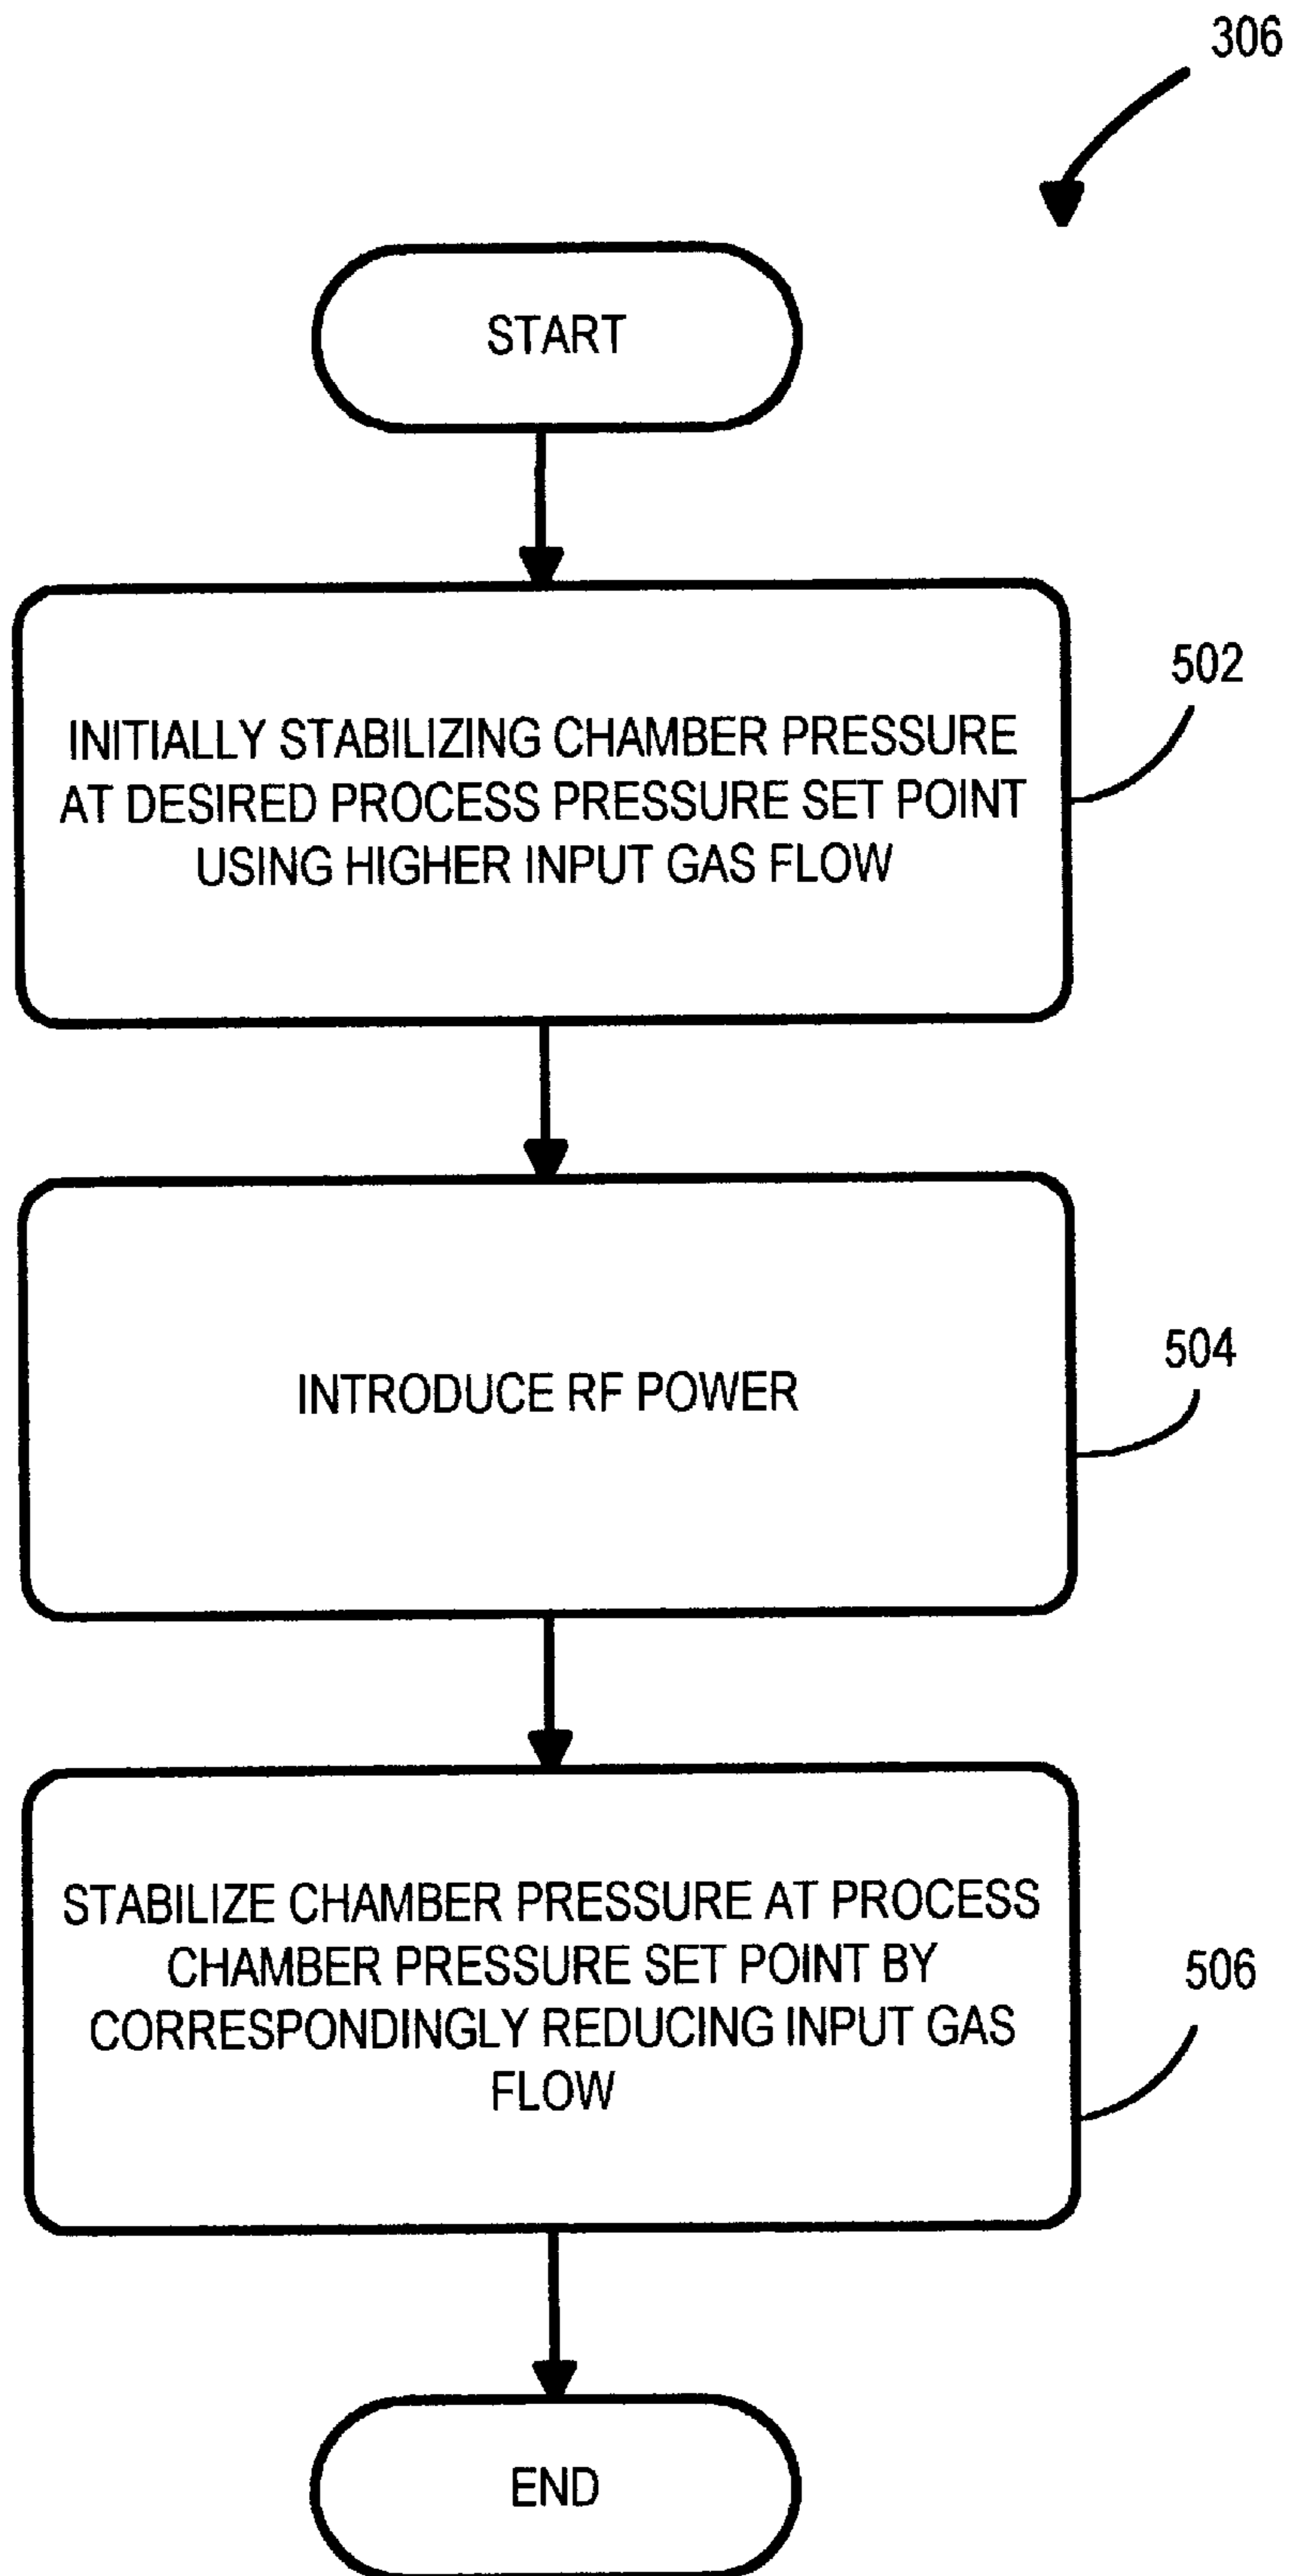 306
START
INITIALLY STABILIZING CHAMBER PRESSURE
AT DESIRED PROCESS PRESSURE SET POINT
USING HIGHER INPUT GAS FLOW
502
INTRODUCE RF POWER
504
STABILIZE CHAMBER PRESSURE AT PROCESS
CHAMBER PRESSURE SET POINT BY
CORRESPONDINGLY REDUCING INPUT GAS
FLOW
506
END